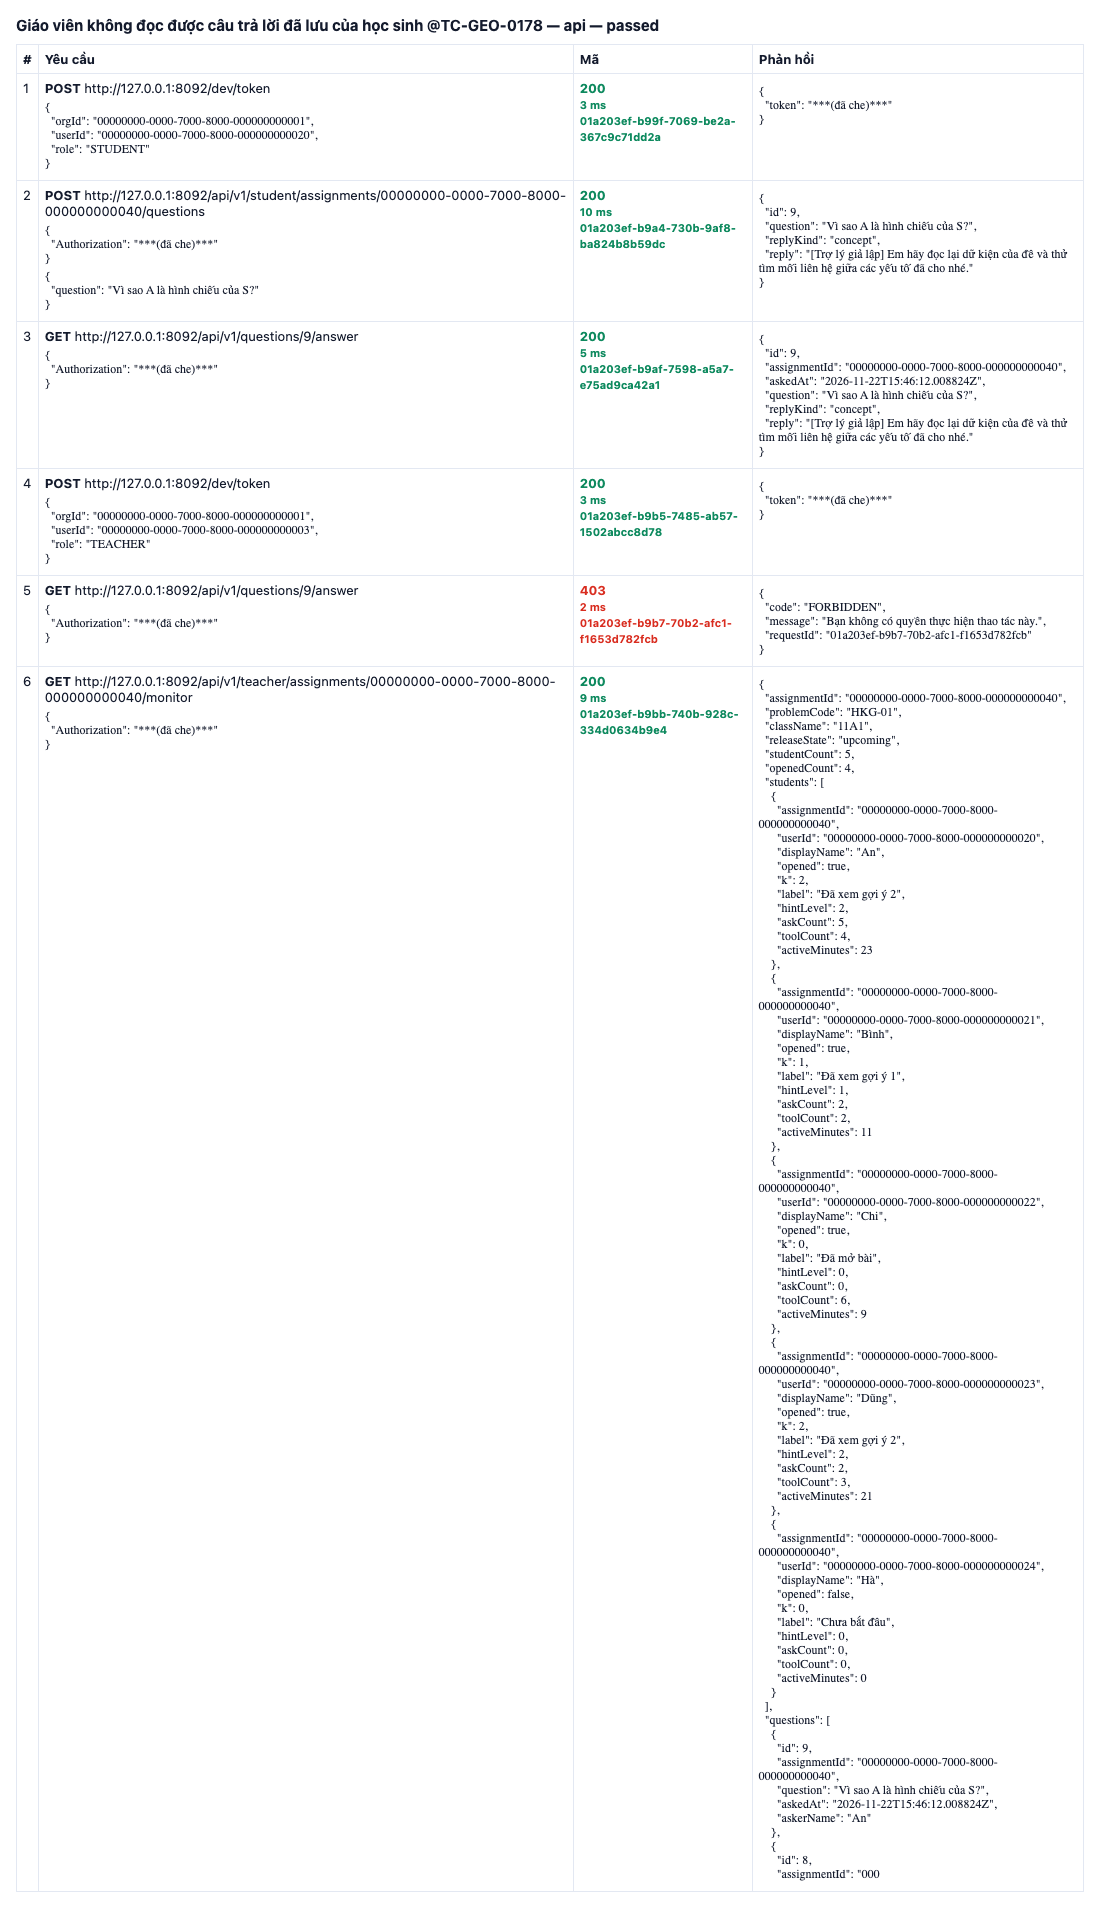 Giáo viên không đọc được câu trả lời đã lưu của học sinh @TC-GEO-0178 — api — passed
# Yêu cầu Mã Phản hồi
1 POST http://127.0.0.1:8092/dev/token
{
"orgId": "00000000-0000-7000-8000-000000000001",
"userId": "00000000-0000-7000-8000-000000000020",
"role": "STUDENT"
}
200
3 ms
01a203ef-b99f-7069-be2a-
367c9c71dd2a
{
"token": "***(đã che)***"
}
2 POST http://127.0.0.1:8092/api/v1/student/assignments/00000000-0000-7000-8000-
000000000040/questions
{
"Authorization": "***(đã che)***"
}
{
"question": "Vì sao A là hình chiếu của S?"
}
200
10 ms
01a203ef-b9a4-730b-9af8-
ba824b8b59dc
{
"id": 9,
"question": "Vì sao A là hình chiếu của S?",
"replyKind": "concept",
"reply": "[Trợ lý giả lập] Em hãy đọc lại dữ kiện của đề và thử
tìm mối liên hệ giữa các yếu tố đã cho nhé."
}
3 GET http://127.0.0.1:8092/api/v1/questions/9/answer
{
"Authorization": "***(đã che)***"
}
200
5 ms
01a203ef-b9af-7598-a5a7-
e75ad9ca42a1
{
"id": 9,
"assignmentId": "00000000-0000-7000-8000-000000000040",
"askedAt": "2026-11-22T15:46:12.008824Z",
"question": "Vì sao A là hình chiếu của S?",
"replyKind": "concept",
"reply": "[Trợ lý giả lập] Em hãy đọc lại dữ kiện của đề và thử
tìm mối liên hệ giữa các yếu tố đã cho nhé."
}
4 POST http://127.0.0.1:8092/dev/token
{
"orgId": "00000000-0000-7000-8000-000000000001",
"userId": "00000000-0000-7000-8000-000000000003",
"role": "TEACHER"
}
200
3 ms
01a203ef-b9b5-7485-ab57-
1502abcc8d78
{
"token": "***(đã che)***"
}
5 GET http://127.0.0.1:8092/api/v1/questions/9/answer
{
"Authorization": "***(đã che)***"
}
403
2 ms
01a203ef-b9b7-70b2-afc1-
f1653d782fcb
{
"code": "FORBIDDEN",
"message": "Bạn không có quyền thực hiện thao tác này.",
"requestId": "01a203ef-b9b7-70b2-afc1-f1653d782fcb"
}
6 GET http://127.0.0.1:8092/api/v1/teacher/assignments/00000000-0000-7000-8000-
000000000040/monitor
{
"Authorization": "***(đã che)***"
}
200
9 ms
01a203ef-b9bb-740b-928c-
334d0634b9e4
{
"assignmentId": "00000000-0000-7000-8000-000000000040",
"problemCode": "HKG-01",
"className": "11A1",
"releaseState": "upcoming",
"studentCount": 5,
"openedCount": 4,
"students": [
{
"assignmentId": "00000000-0000-7000-8000-
000000000040",
"userId": "00000000-0000-7000-8000-000000000020",
"displayName": "An",
"opened": true,
"k": 2,
"label": "Đã xem gợi ý 2",
"hintLevel": 2,
"askCount": 5,
"toolCount": 4,
"activeMinutes": 23
},
{
"assignmentId": "00000000-0000-7000-8000-
000000000040",
"userId": "00000000-0000-7000-8000-000000000021",
"displayName": "Bình",
"opened": true,
"k": 1,
"label": "Đã xem gợi ý 1",
"hintLevel": 1,
"askCount": 2,
"toolCount": 2,
"activeMinutes": 11
},
{
"assignmentId": "00000000-0000-7000-8000-
000000000040",
"userId": "00000000-0000-7000-8000-000000000022",
"displayName": "Chi",
"opened": true,
"k": 0,
"label": "Đã mở bài",
"hintLevel": 0,
"askCount": 0,
"toolCount": 6,
"activeMinutes": 9
},
{
"assignmentId": "00000000-0000-7000-8000-
000000000040",
"userId": "00000000-0000-7000-8000-000000000023",
"displayName": "Dũng",
"opened": true,
"k": 2,
"label": "Đã xem gợi ý 2",
"hintLevel": 2,
"askCount": 2,
"toolCount": 3,
"activeMinutes": 21
},
{
"assignmentId": "00000000-0000-7000-8000-
000000000040",
"userId": "00000000-0000-7000-8000-000000000024",
"displayName": "Hà",
"opened": false,
"k": 0,
"label": "Chưa bắt đầu",
"hintLevel": 0,
"askCount": 0,
"toolCount": 0,
"activeMinutes": 0
}
],
"questions": [
{
"id": 9,
"assignmentId": "00000000-0000-7000-8000-
000000000040",
"question": "Vì sao A là hình chiếu của S?",
"askedAt": "2026-11-22T15:46:12.008824Z",
"askerName": "An"
},
{
"id": 8,
"assignmentId": "000